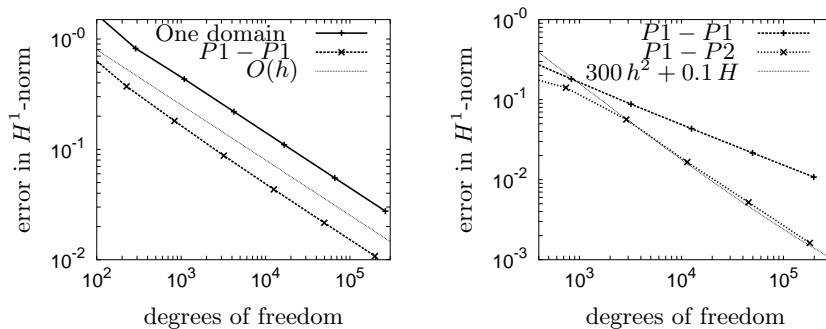 10^0
10^-1
10^-2
10^2
10^3
10^4
10^5
error in H^1-norm
degrees of freedom
One domain
P1 − P1
O(h)
10^0
10^-1
10^-2
10^-3
10^3
10^4
10^5
error in H^1-norm
degrees of freedom
P1 − P1
P1 − P2
300 h^2 + 0.1 H